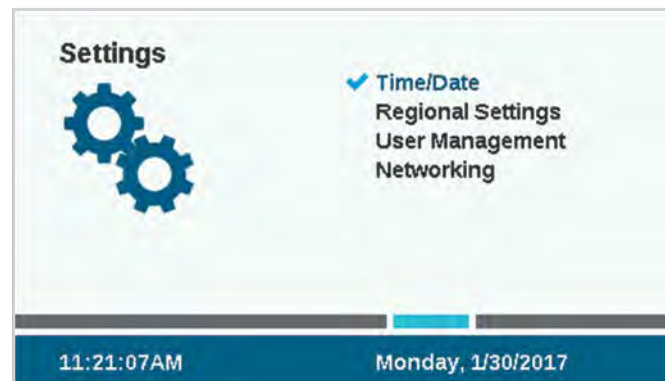 Settings
Time/Date
Regional Settings
User Management
Networking
11:21:07AM
Monday, 1/30/2017